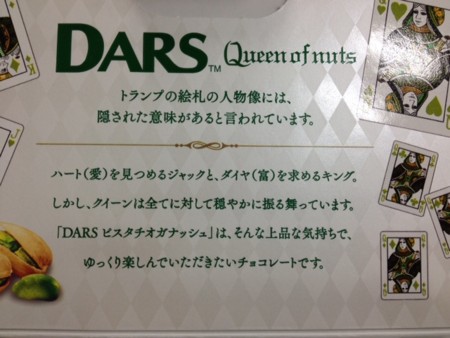 DARS™ Queen of nuts
トランプの絵札の人物像には、
隠された意味があると言われています。
ハート(愛)を見つめるジャックと、ダイヤ(富)を求めるキング。
しかし、クイーンは全てに対して穏やかに振る舞っています。
「DARS ピスタチオガナッシュ」は、そんな上品な気持ちで、
ゆっくり楽しんでいただきたいチョコレートです。